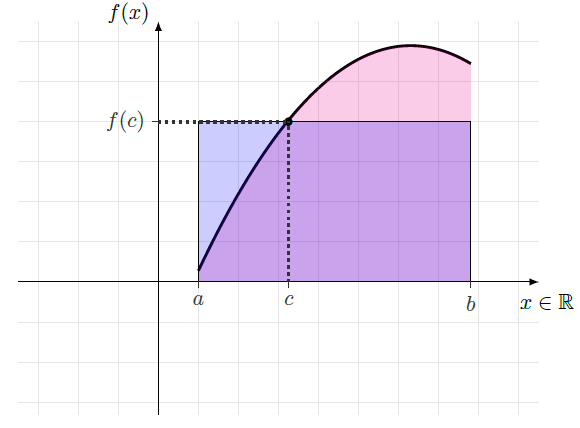 f(x)
f(c)
a
c
b
x ∈ ℝ